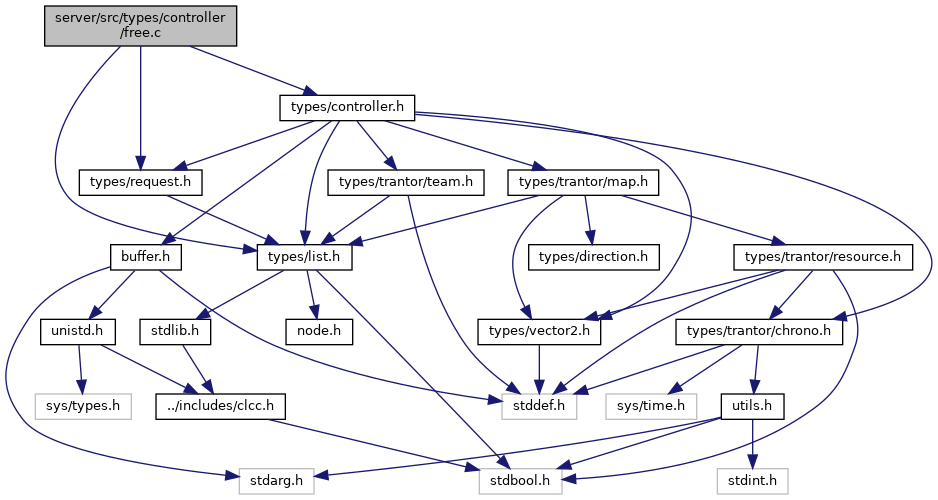 server/src/types/controller
/free.c
types/controller.h
types/request.h
types/trantor/team.h
types/trantor/map.h
buffer.h
types/list.h
types/direction.h
types/trantor/resource.h
unistd.h
stdlib.h
node.h
types/vector2.h
types/trantor/chrono.h
sys/types.h
../includes/clcc.h
stddef.h
sys/time.h
utils.h
stdarg.h
stdbool.h
stdint.h